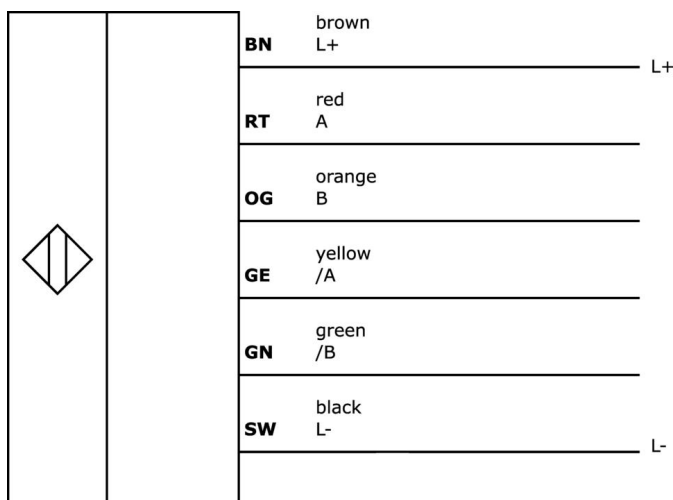 brown
BN L+
L+
red
RT A
orange
OG B
yellow
GE /A
green
GN /B
black
SW L-
L-